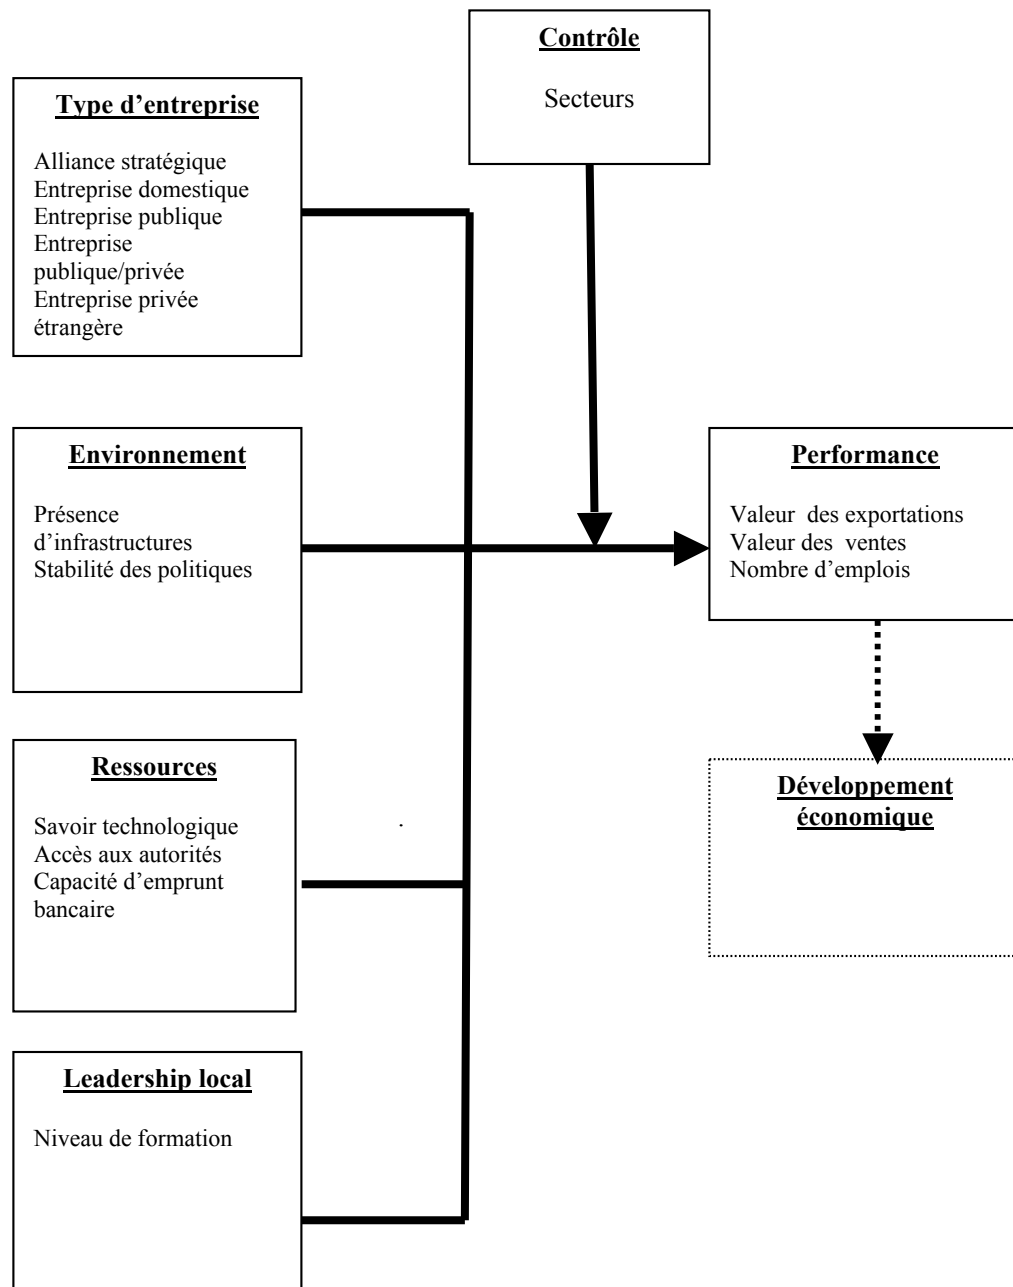 Contrôle
Secteurs
Type d’entreprise
Alliance stratégique
Entreprise domestique
Entreprise publique
Entreprise
publique/privée
Entreprise privée
étrangère
Environnement
Présence
d’infrastructures
Stabilité des politiques
Performance
Valeur des exportations
Valeur des ventes
Nombre d’emplois
Ressources
Savoir technologique
Accès aux autorités
Capacité d’emprunt
bancaire
Développement
économique
Leadership local
Niveau de formation